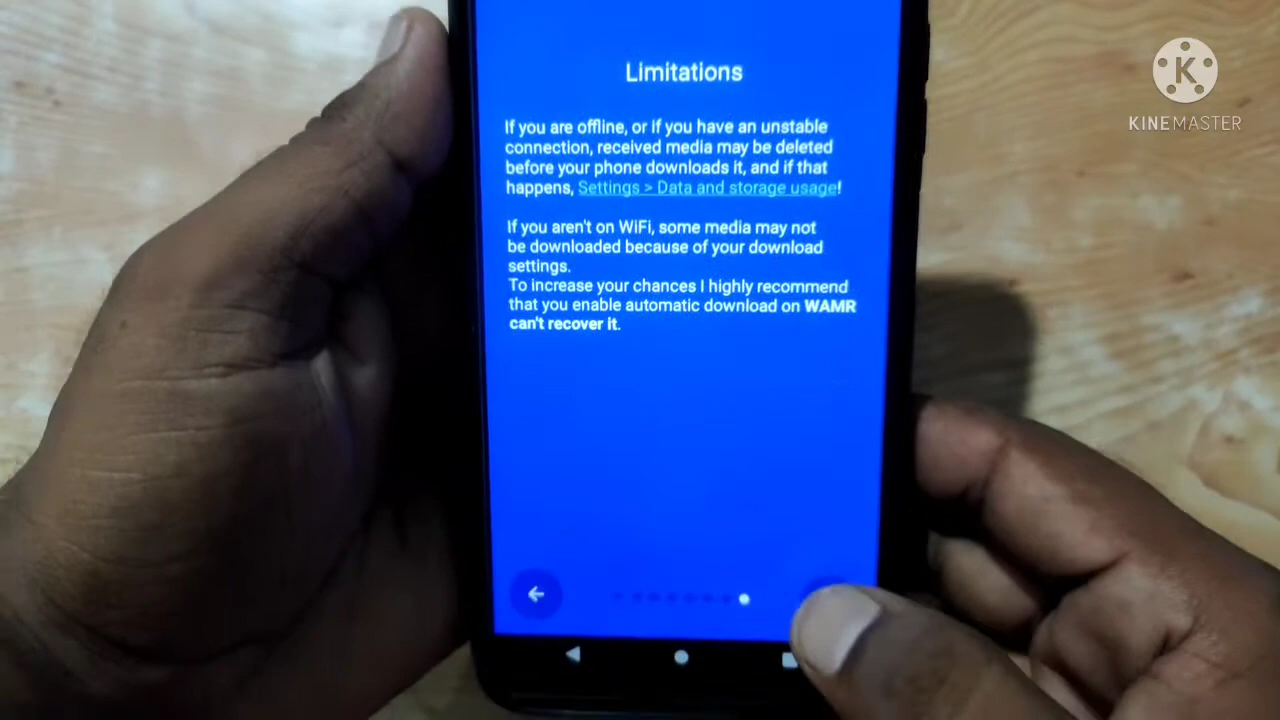 Limitations
If you are offline, or if you have an unstable
connection, received media may be deleted
before your phone downloads it, and if that
happens, Settings > Data and storage usage!
If you aren't on WiFi, some media may not
be downloaded because of your download
settings.
To increase your chances I highly recommend
that you enable automatic download on WAMR
can't recover it.
K
KINEMASTER